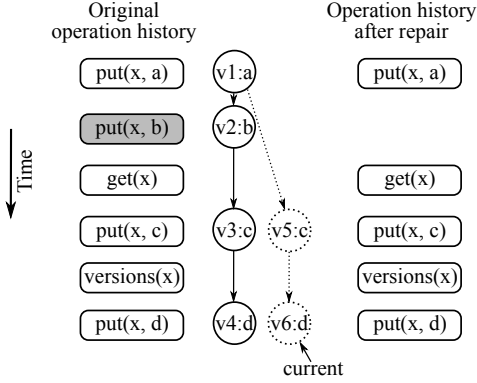 Original
operation history
Operation history
after repair
put(x, a)
v1:a
put(x, a)
put(x, b)
v2:b
Time
get(x)
get(x)
put(x, c)
v3:c
v5:c
put(x, c)
versions(x)
versions(x)
put(x, d)
v4:d
v6:d
put(x, d)
current